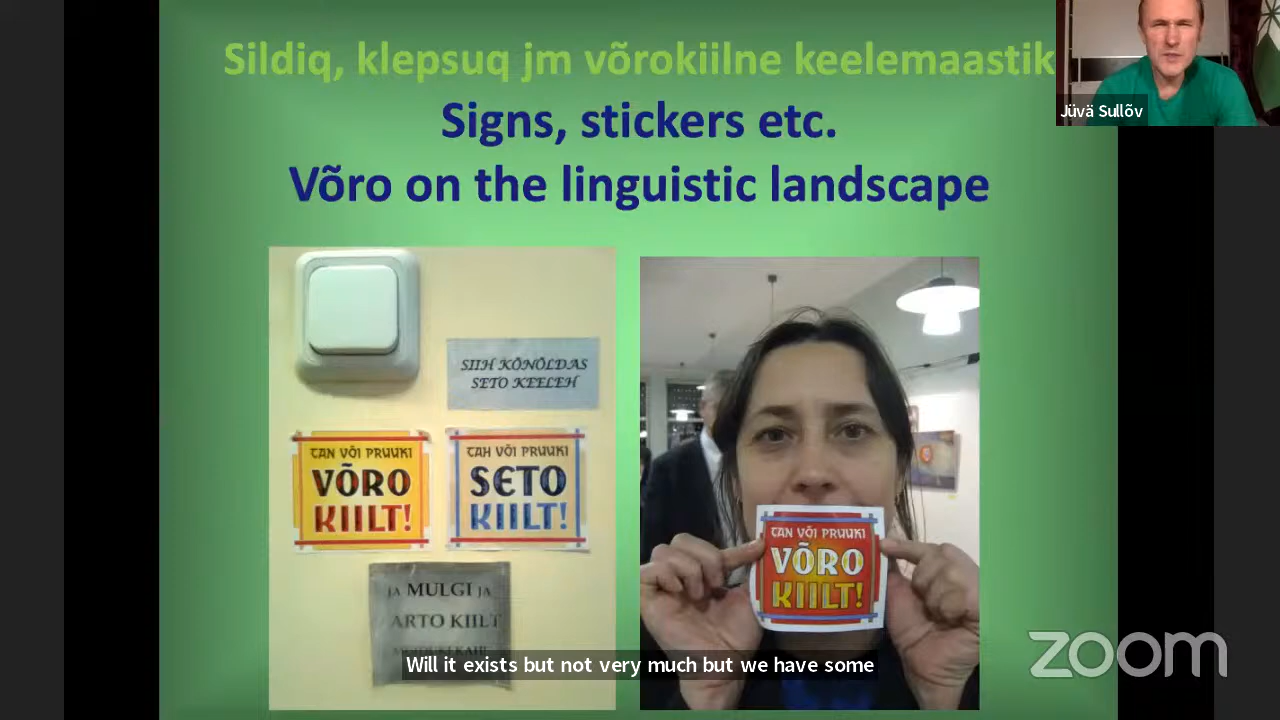 Sildiq, klepsuq jm võrokiilne keelemaastik
Signs, stickers etc.
Võro on the linguistic landscape
Jüvä Sullõv
SIIH KÕNÕLDAS
SETO KEELEH
TAN VÕI PRUUKI
VÕRO
KIILT!
TAH VÕI PRUUKI
SETO
KIILT!
JA MULGI JA
ARTO KIILT
TAN VÕI PRUUKI
VÕRO
KIILT!
Will it exists but not very much but we have some
zoom